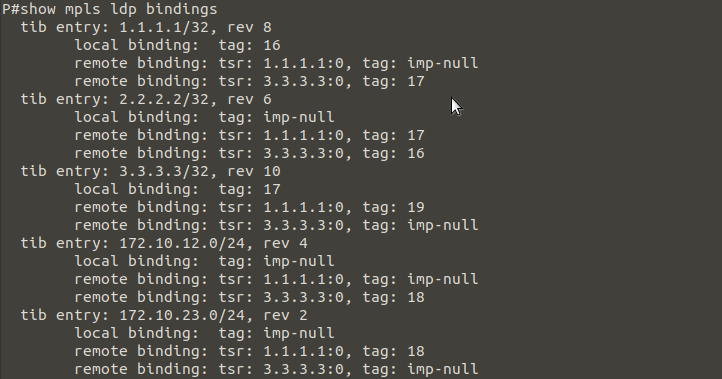 P#show mpls ldp bindings
  tib entry: 1.1.1.1/32, rev 8
        local binding:  tag: 16
        remote binding: tsr: 1.1.1.1:0, tag: imp-null
        remote binding: tsr: 3.3.3.3:0, tag: 17
  tib entry: 2.2.2.2/32, rev 6
        local binding:  tag: imp-null
        remote binding: tsr: 1.1.1.1:0, tag: 17
        remote binding: tsr: 3.3.3.3:0, tag: 16
  tib entry: 3.3.3.3/32, rev 10
        local binding:  tag: 17
        remote binding: tsr: 1.1.1.1:0, tag: 19
        remote binding: tsr: 3.3.3.3:0, tag: imp-null
  tib entry: 172.10.12.0/24, rev 4
        local binding:  tag: imp-null
        remote binding: tsr: 1.1.1.1:0, tag: imp-null
        remote binding: tsr: 3.3.3.3:0, tag: 18
  tib entry: 172.10.23.0/24, rev 2
        local binding:  tag: imp-null
        remote binding: tsr: 1.1.1.1:0, tag: 18
        remote binding: tsr: 3.3.3.3:0, tag: imp-null